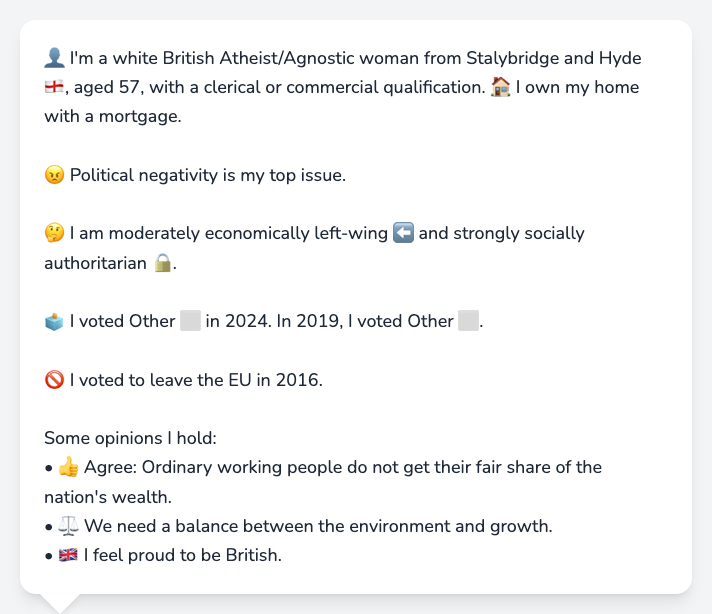 👤 I'm a white British Atheist/Agnostic woman from Stalybridge and Hyde
🏴󠁧󠁢󠁥󠁮󠁧󠁿, aged 57, with a clerical or commercial qualification. 🏠 I own my home
with a mortgage.
😠 Political negativity is my top issue.
🤔 I am moderately economically left-wing ⬅️ and strongly socially
authoritarian 🔒.
🗳️ I voted Other ⬜ in 2024. In 2019, I voted Other ⬜.
🚫 I voted to leave the EU in 2016.
Some opinions I hold:
• 👍 Agree: Ordinary working people do not get their fair share of the
nation's wealth.
• ⚖️ We need a balance between the environment and growth.
• 🇬🇧 I feel proud to be British.